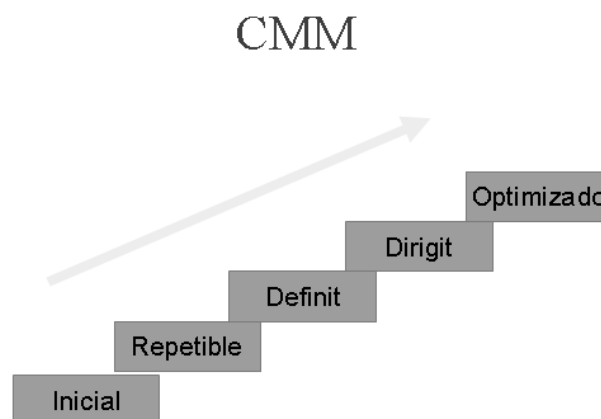 CMM
Optimizado
Dirigit
Definit
Repetible
Inicial